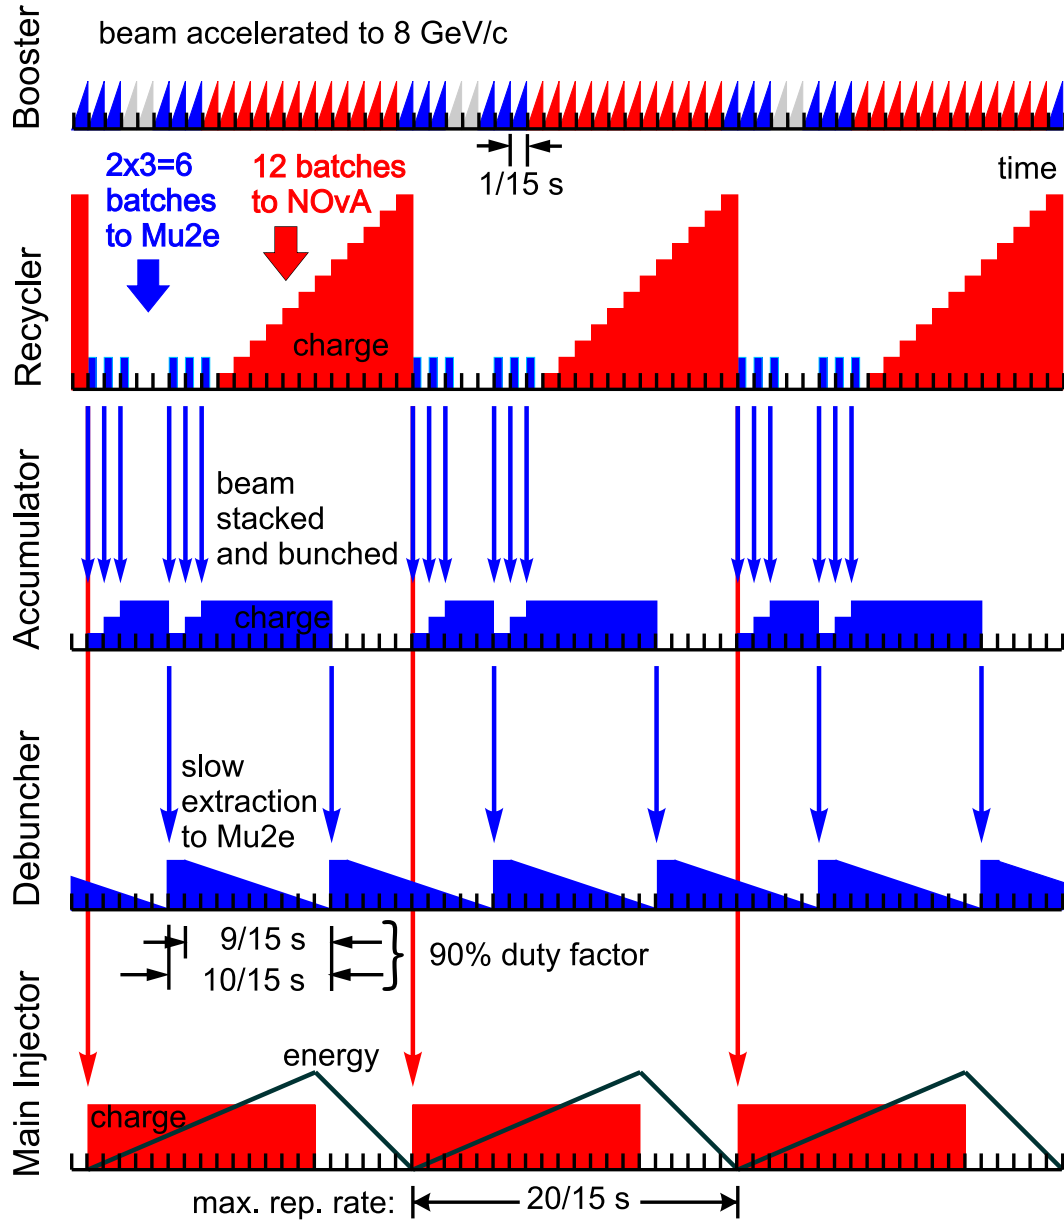 Booster
beam accelerated to 8 GeV/c
1/15 s
time
2x3=6
batches
to Mu2e
12 batches
to NOvA
Recycler
charge
Accumulator
beam
stacked
and bunched
charge
Debuncher
slow
extraction
to Mu2e
9/15 s
10/15 s
90% duty factor
Main Injector
energy
charge
max. rep. rate:
20/15 s